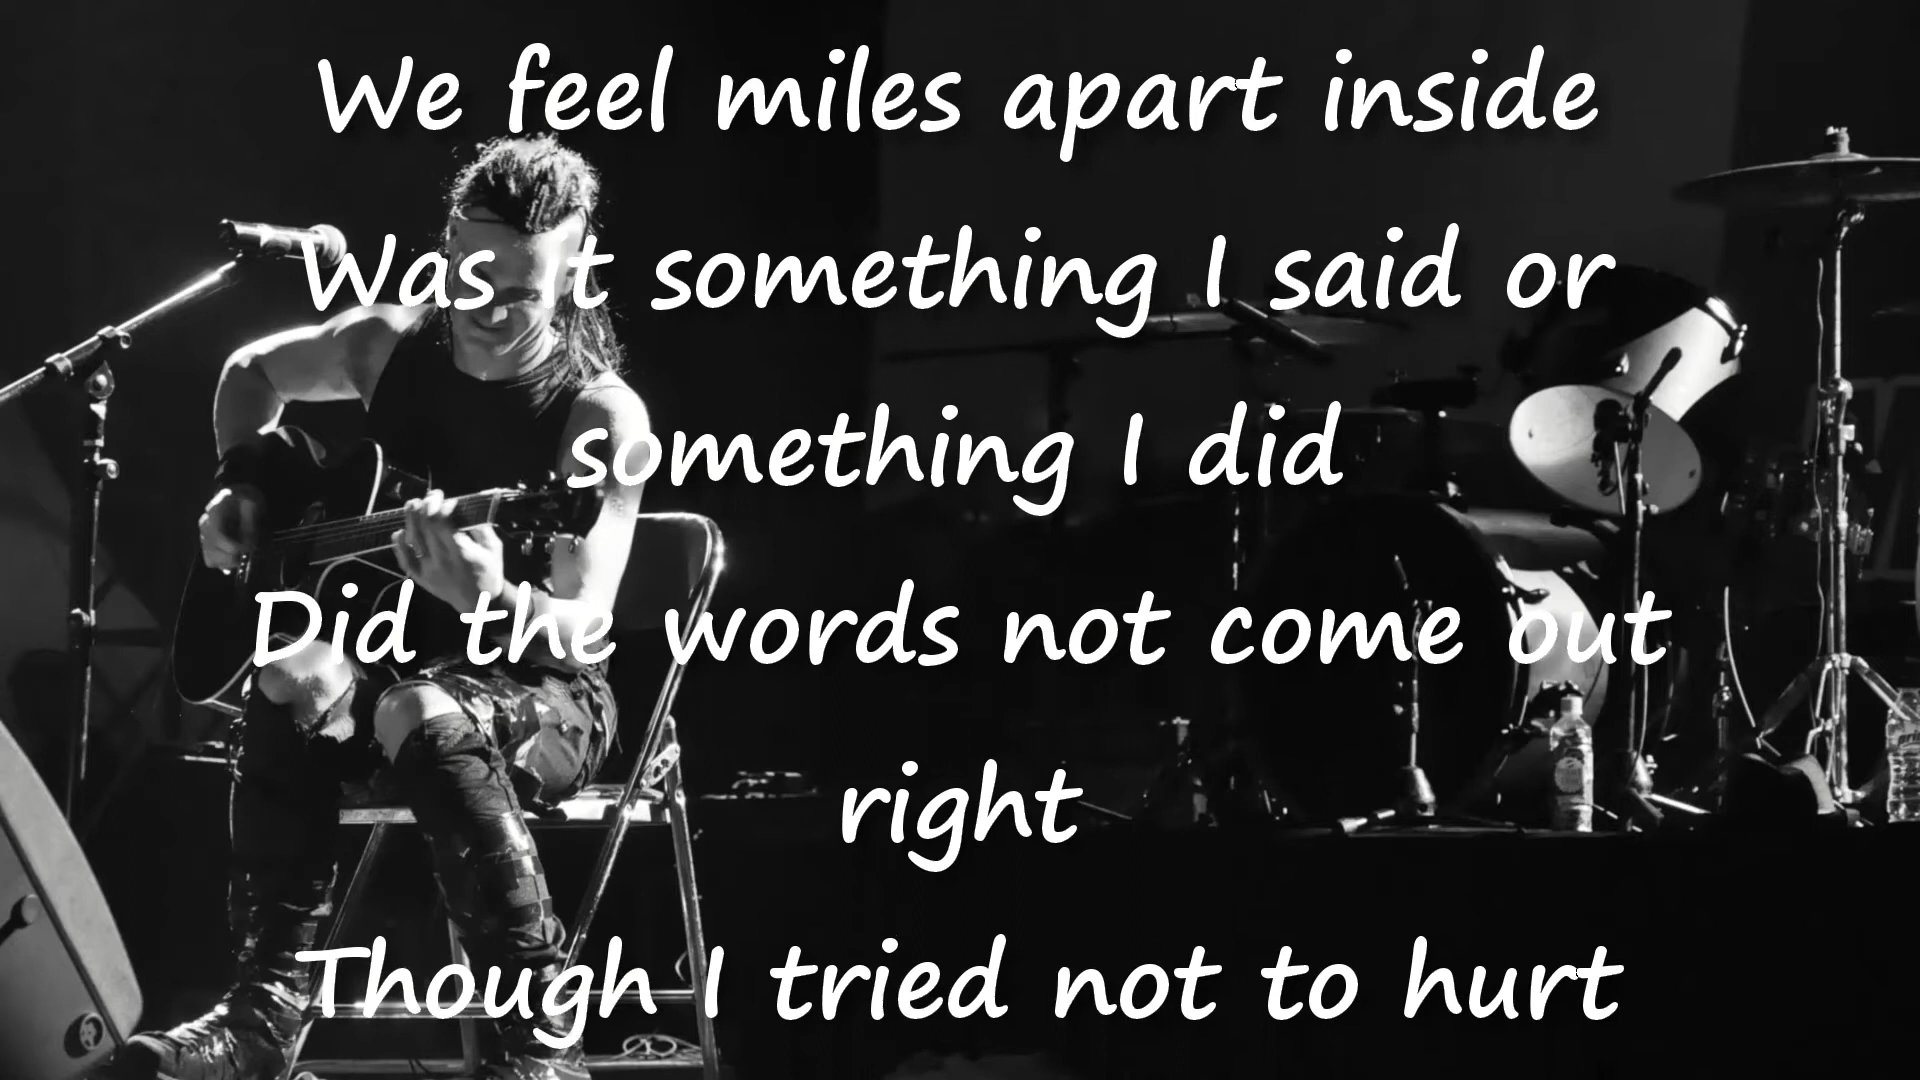 We feel miles apart inside
Was it something I said or
something I did
Did the words not come out
right
Though I tried not to hurt